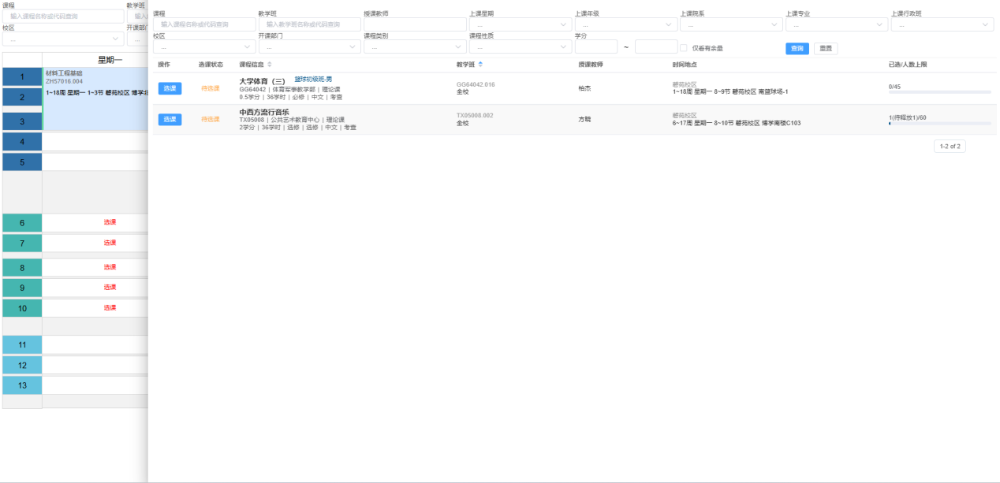 课程
教学班
输入课程名称或代码查询
输入
校区
开课部门
...
...
星期一
1
材料工程基础
ZH57016.004
2
1~18周 星期一 1~3节 碧苑校区 博学北
3
4
5
6
选课
7
选课
8
选课
9
选课
10
选课
11
12
13
课程
教学班
授课教师
上课星期
上课年级
上课院系
上课专业
上课行政班
输入课程名称或代码查询
输入教学班名称或代码查询
...
...
...
...
...
校区
开课部门
课程类别
课程性质
学分
...
...
...
...
~
仅看有余量
查询
重置
操作
选课状态
课程信息
教学班
授课教师
时间地点
已选/人数上限
选课
待选课
大学体育（三） 篮球初级班-男
GG64042 | 体育军事教学部 | 理论课
0.5学分 | 36学时 | 必修 | 中文 | 考查
GG64042.016
全校
柏杰
碧苑校区
1~18周 星期一 8~9节 碧苑校区 南篮球场-1
0/45
选课
待选课
中西方流行音乐
TX05008 | 公共艺术教育中心 | 理论课
2学分 | 36学时 | 选修 | 选修 | 中文 | 考查
TX05008.002
全校
方晓
碧苑校区
6~17周 星期一 8~10节 碧苑校区 博学南楼C103
1(待释放1)/60
1-2 of 2